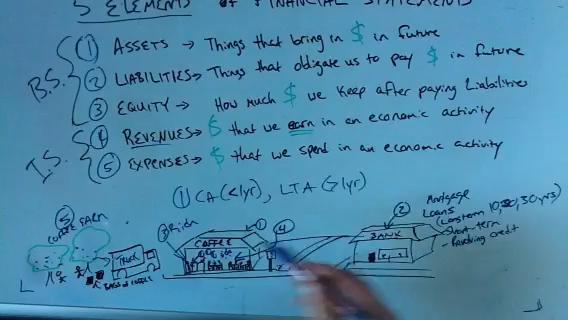 5 ELEMENTS of FINANCIAL STATEMENTS
B.S.
① ASSETS → Things that bring in $ in future
② LIABILITIES → Things that obligate us to pay $ in future
③ EQUITY → How much $ we keep after paying Liabilities
I.S.
④ REVENUES → $ that we earn in an economic activity
⑤ EXPENSES → $ that we spend in an economic activity
① CA (<1yr), LTA (>1yr)
⑤ COFFEE FARM
TRUCK
BAGS OF COFFEE
③
COFFEE
①
④
②
BANK
Mortgage
Loans
(Long term 10, 20, 30 yrs)
- Short-term
- Revolving credit